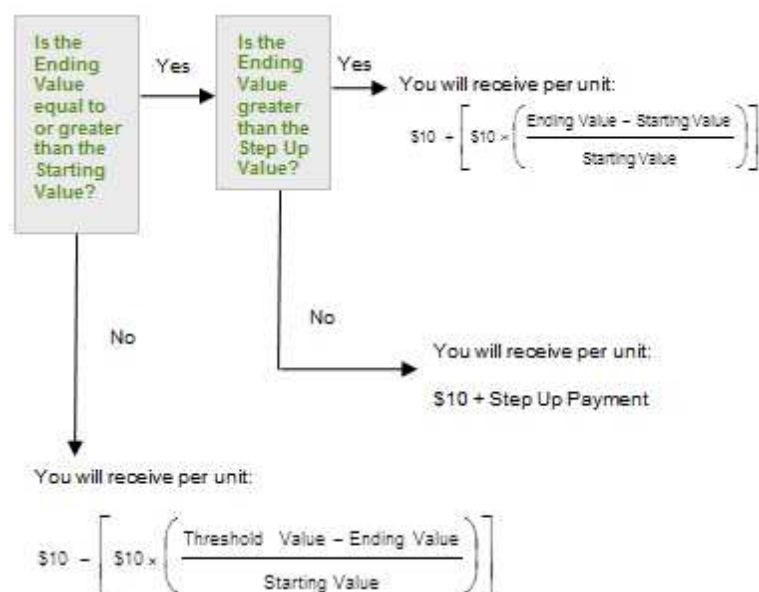 Is the
Ending
Value
equal to
or greater
than the
Starting
Value?
Yes
Is the
Ending
Value
greater
than the
Step Up
Value?
Yes
You will receive per unit:
$10 + [ $10 × ( Ending Value – Starting Value
Starting Value ) ]
No
No
You will receive per unit:
$10 + Step Up Payment
You will receive per unit:
$10 – [ $10 × ( Threshold Value – Ending Value
Starting Value ) ]